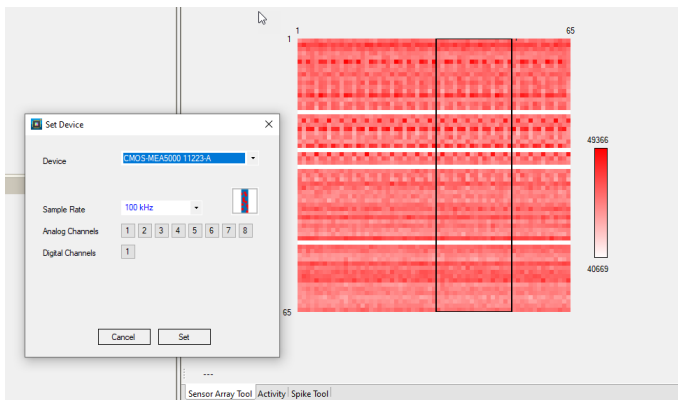 1
65
1
Set Device
Device
CMOS-MEA5000 11223-A
49366
Sample Rate
100 kHz
Analog Channels
1 2 3 4 5 6 7 8
Digital Channels
1
40669
65
Cancel
Set
---
Sensor Array Tool Activity Spike Tool